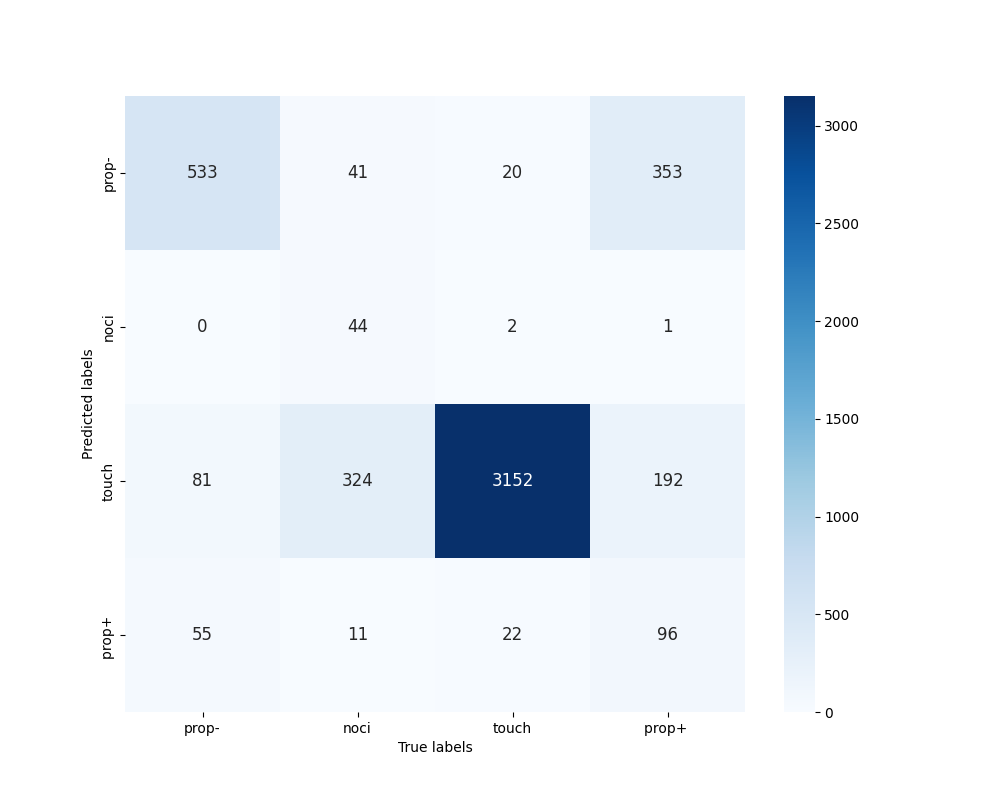 prop-
533 41 20 353
noci
0 44 2 1
touch
81 324 3152 192
prop+
55 11 22 96
Predicted labels
prop- noci touch prop+
True labels
3000
2500
2000
1500
1000
500
0